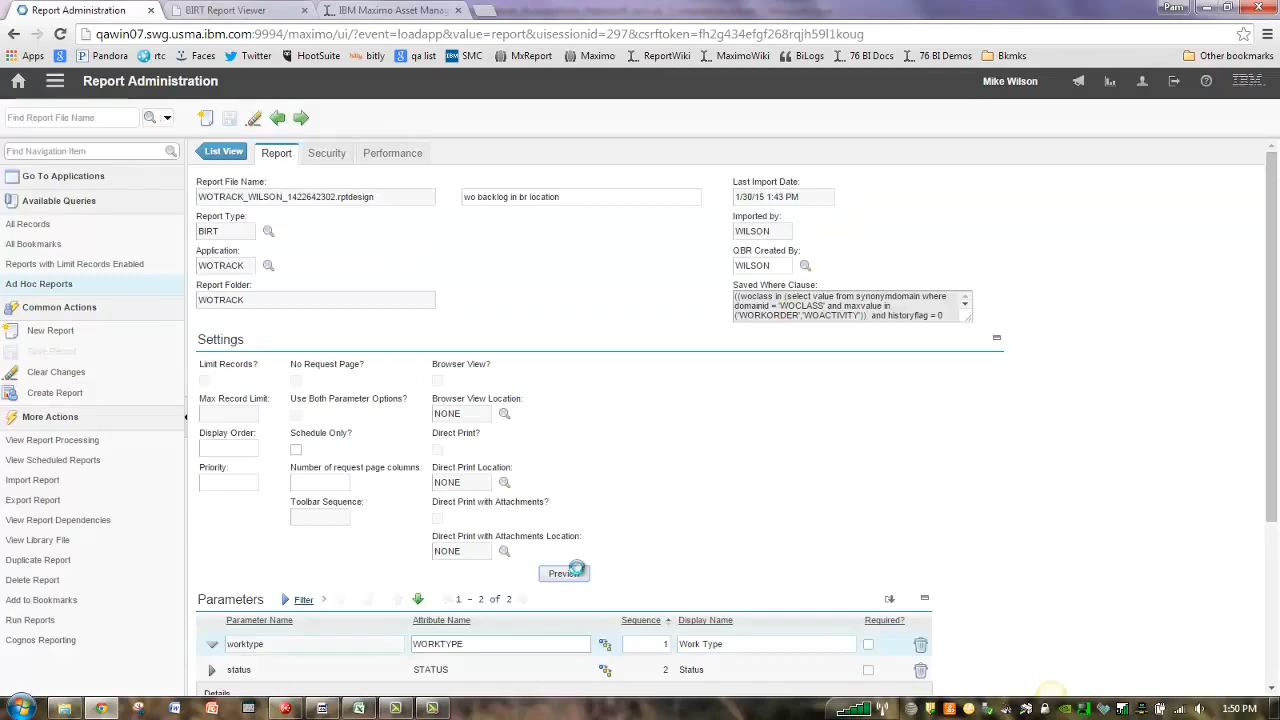 Report Administration
BIRT Report Viewer
IBM Maximo Asset Mana
Pam
qawin07.swg.usma.ibm.com:9994/maximo/ui/?event=loadapp&value=report&uisessionid=297&csrftoken=fh2g434efgf268rqjh59l1koug
Apps
Pandora
irtc
Faces
HootSuite
bitly
qa list
SMC
MxReport
Maximo
ReportWiki
MaximoWiki
BiLogs
76 BI Docs
76 BI Demos
Bkmks
Other bookmarks
Report Administration
Mike Wilson
IBM
Find Report File Name
Find Navigation Item
Go To Applications
Available Queries
All Records
All Bookmarks
Reports with Limit Records Enabled
Ad Hoc Reports
Common Actions
New Report
Save Record
Clear Changes
Create Report
More Actions
View Report Processing
View Scheduled Reports
Import Report
Export Report
View Report Dependencies
View Library File
Duplicate Report
Delete Report
Add to Bookmarks
Run Reports
Cognos Reporting
List View
Report
Security
Performance
Report File Name:
WOTRACK_WILSON_1422642302.rptdesign
wo backlog in br location
Report Type:
BIRT
Application:
WOTRACK
Report Folder:
WOTRACK
Last Import Date:
1/30/15 1:43 PM
Imported by:
WILSON
QBR Created By:
WILSON
Saved Where Clause:
((woclass in (select value from synonymdomain where
domainid = 'WOCLASS' and maxvalue in
('WORKORDER','WOACTIVITY')) and historyflag = 0
Settings
Limit Records?
No Request Page?
Browser View?
Max Record Limit:
Use Both Parameter Options?
Browser View Location:
NONE
Display Order:
Schedule Only?
Direct Print?
Priority:
Number of request page columns:
Direct Print Location:
NONE
Toolbar Sequence:
Direct Print with Attachments?
Direct Print with Attachments Location:
NONE
Preview
Parameters
Filter
1 - 2 of 2
Parameter Name
Attribute Name
Sequence
Display Name
Required?
worktype
WORKTYPE
1
Work Type
status
STATUS
2
Status
Details
1:50 PM